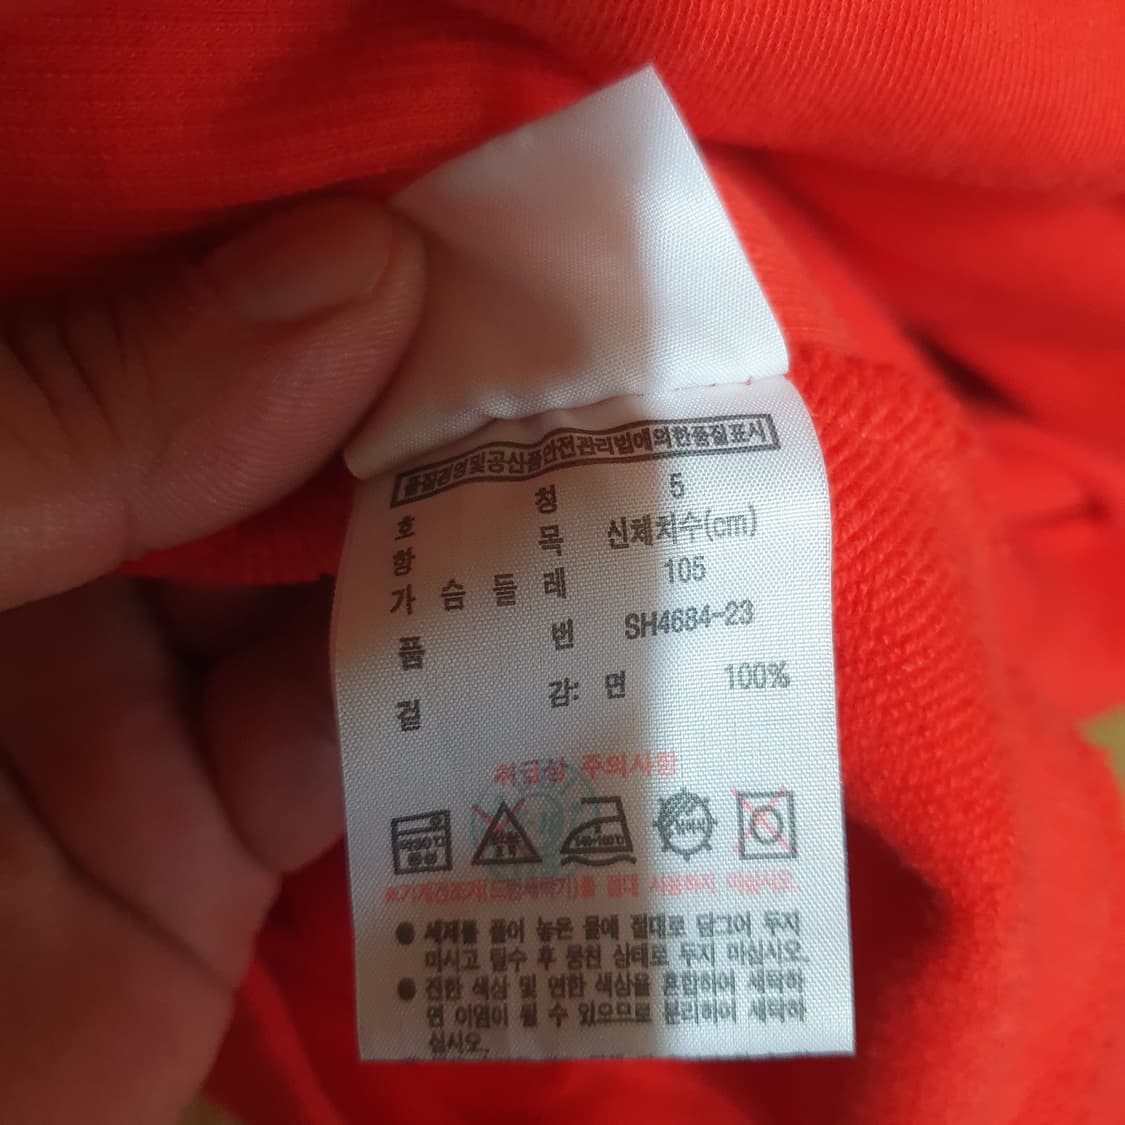 품질경영및공산품안전관리법에의한품질표시
호 칭 5
항 목 신체치수(cm)
가 슴 둘 레 105
품 번 SH4684-23
겉 감: 면 100%
취급상 주의사항
※기계건조기(드럼세탁기)를 절대 사용하지 마십시오.
● 세제를 풀어 놓은 물에 절대로 담그어 두지
마시고 탈수 후 뭉친 상태로 두지 마십시오.
● 진한 색상 및 연한 색상을 혼합하여 세탁하
면 이염이 될 수 있으므로 분리하여 세탁하
십시오.